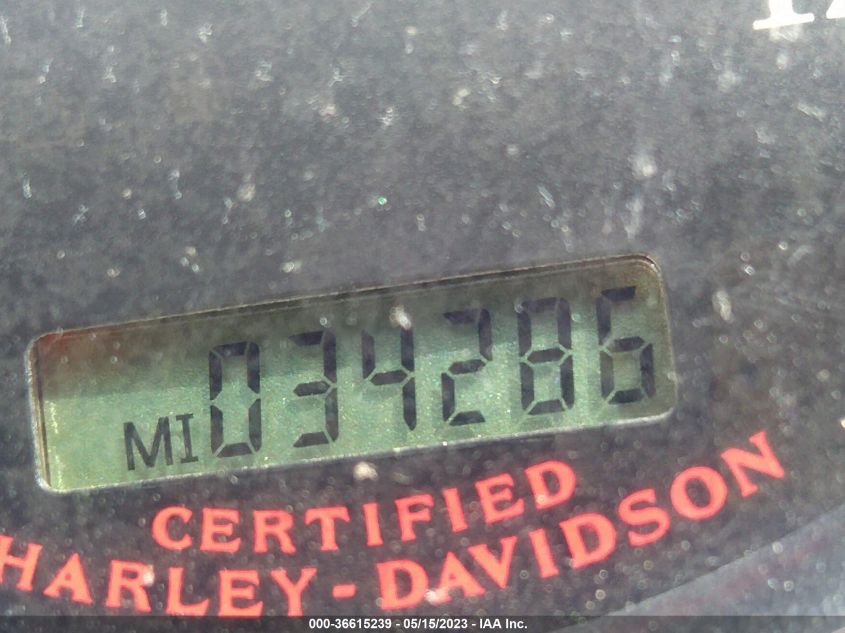 MI 034286
CERTIFIED
HARLEY-DAVIDSON
000-36615239 - 05/15/2023 - IAA Inc.